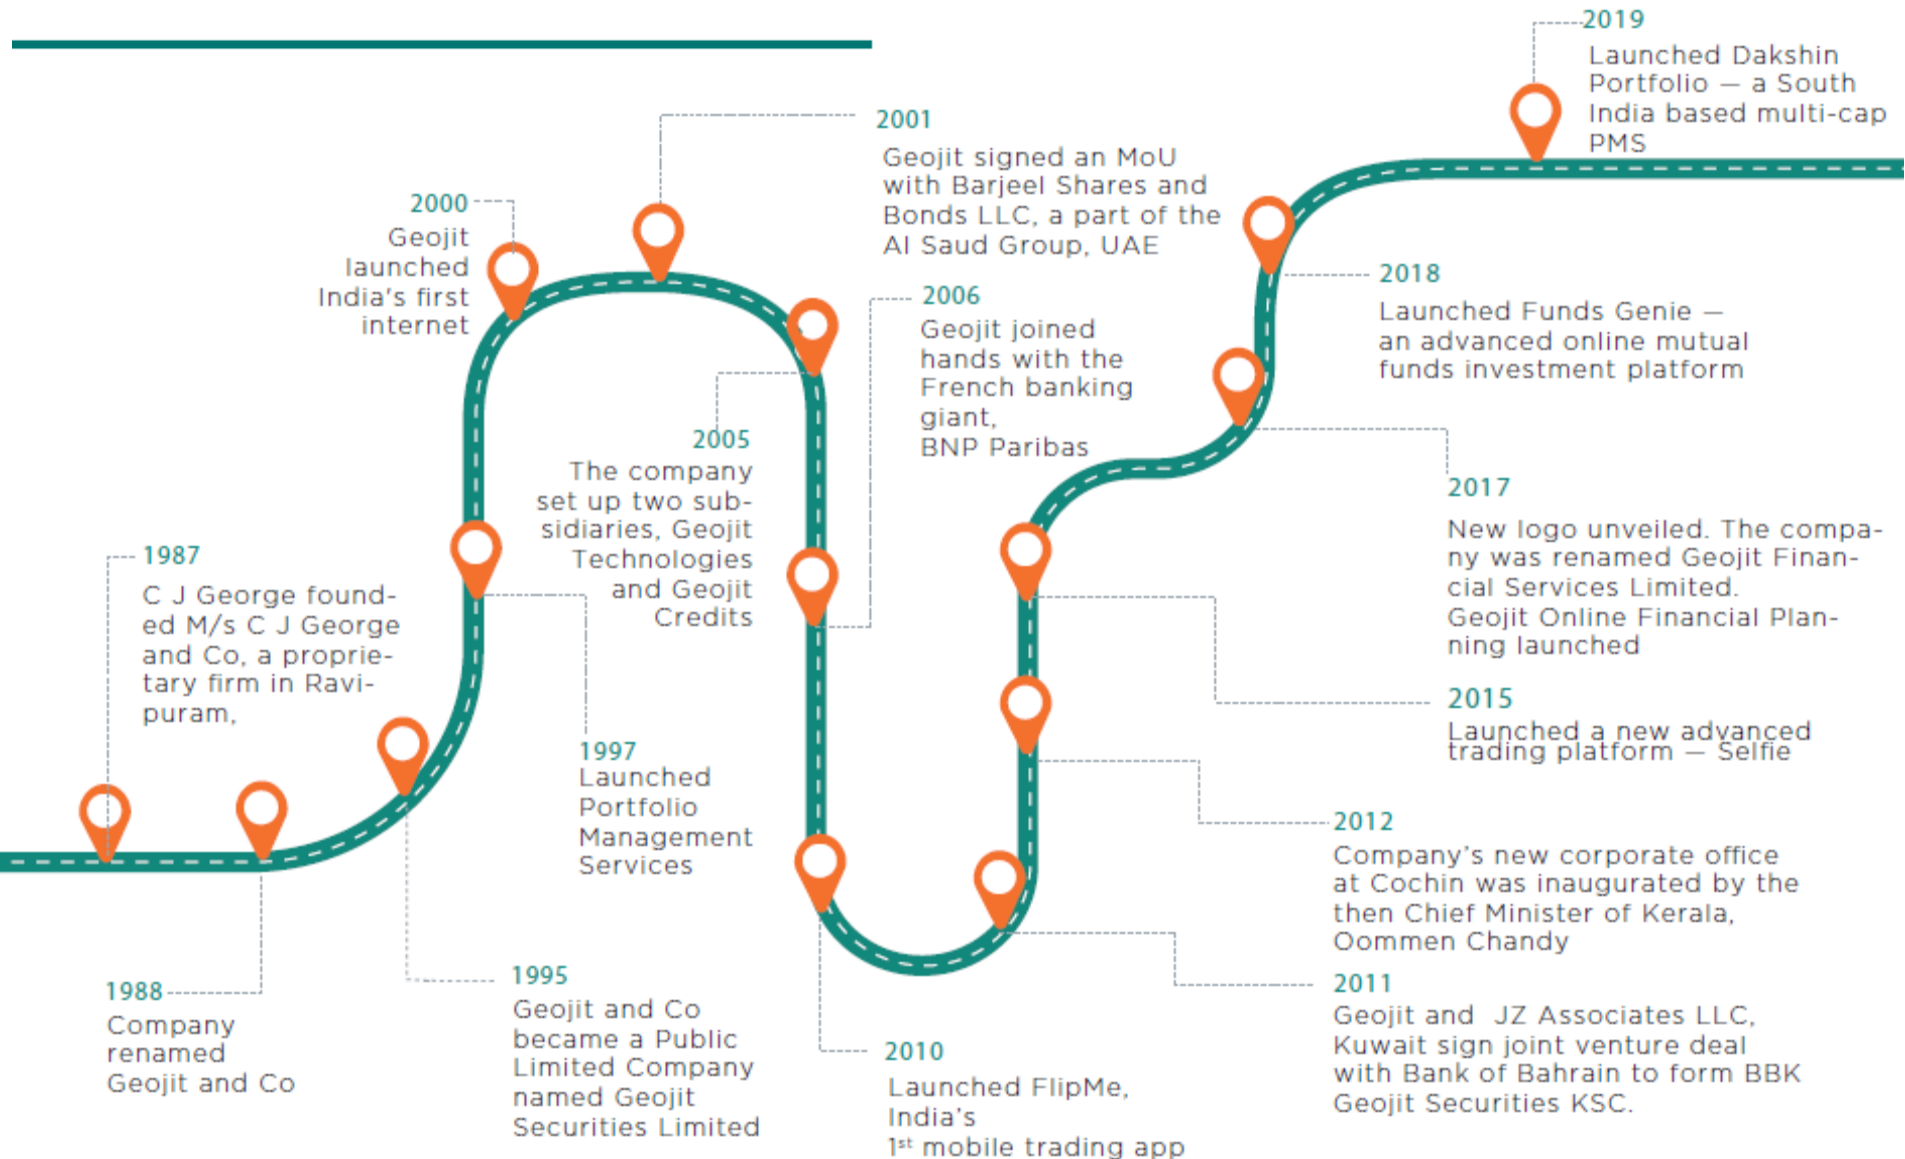 1987
C J George found-
ed M/s C J George
and Co, a proprie-
tary firm in Ravi-
puram,
1988
Company
renamed
Geojit and Co
1995
Geojit and Co
became a Public
Limited Company
named Geojit
Securities Limited
1997
Launched
Portfolio
Management
Services
2000
Geojit
launched
India's first
internet
2001
Geojit signed an MoU
with Barjeel Shares and
Bonds LLC, a part of the
Al Saud Group, UAE
2005
The company
set up two sub-
sidiaries, Geojit
Technologies
and Geojit
Credits
2006
Geojit joined
hands with the
French banking
giant,
BNP Paribas
2010
Launched FlipMe,
India's
1st mobile trading app
2011
Geojit and JZ Associates LLC,
Kuwait sign joint venture deal
with Bank of Bahrain to form BBK
Geojit Securities KSC.
2012
Company's new corporate office
at Cochin was inaugurated by the
then Chief Minister of Kerala,
Oommen Chandy
2015
Launched a new advanced
trading platform — Selfie
2017
New logo unveiled. The compa-
ny was renamed Geojit Finan-
cial Services Limited.
Geojit Online Financial Plan-
ning launched
2018
Launched Funds Genie —
an advanced online mutual
funds investment platform
2019
Launched Dakshin
Portfolio — a South
India based multi-cap
PMS